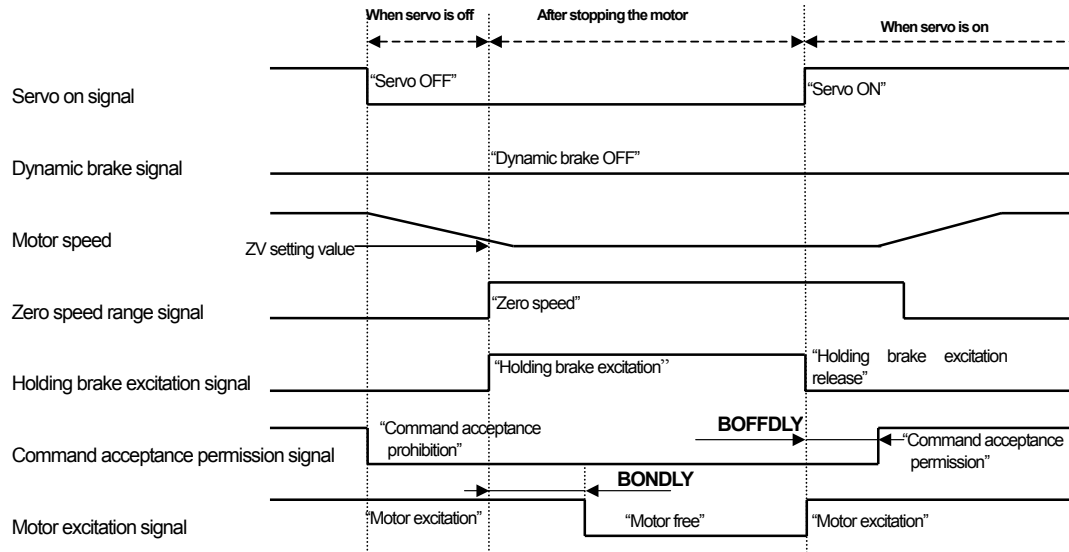 When servo is off
After stopping the motor
When servo is on
Servo on signal
“Servo OFF”
“Servo ON”
Dynamic brake signal
“Dynamic brake OFF”
Motor speed
ZV setting value
Zero speed range signal
“Zero speed”
Holding brake excitation signal
“Holding brake excitation”
“Holding brake excitation
release”
Command acceptance permission signal
“Command acceptance
prohibition”
BOFFDLY
“Command acceptance
permission”
BONDLY
Motor excitation signal
“Motor excitation”
“Motor free”
“Motor excitation”